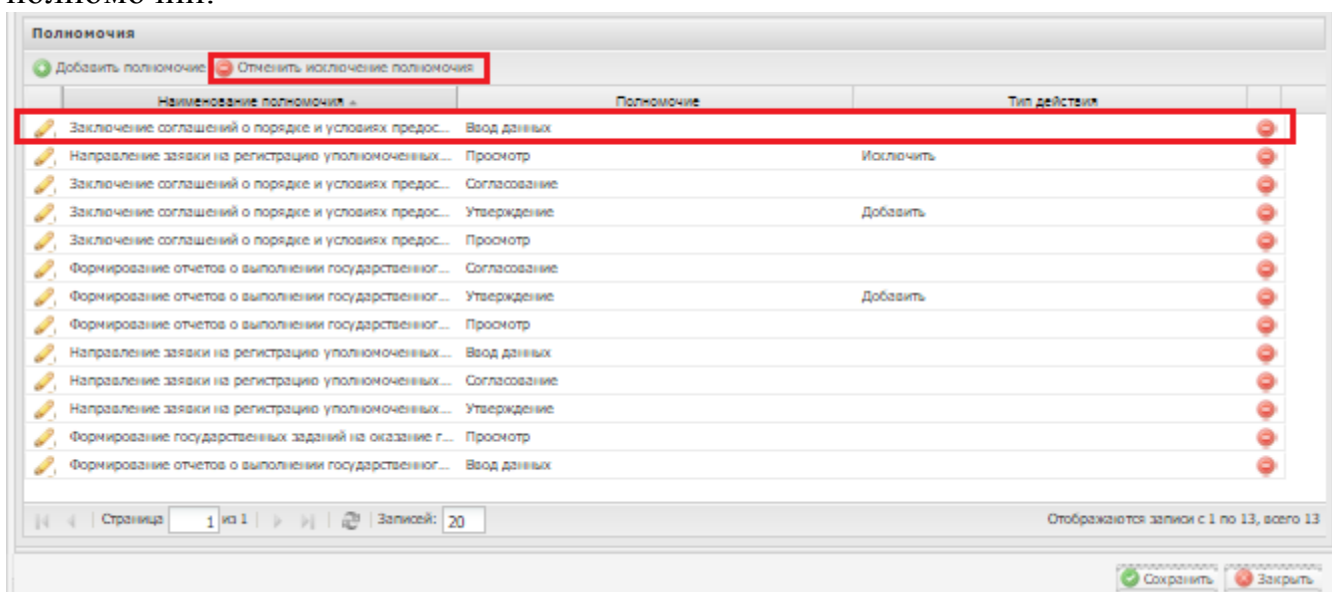 полномочий.
Полномочия
Добавить полномочие Отменить исключение полномочия
Наименование полномочия Полномочие Тип действия
Заключение соглашений о порядке и условиях предос... Ввод данных
Направление заявки на регистрацию уполномоченных... Просмотр Исключить
Заключение соглашений о порядке и условиях предос... Согласование
Заключение соглашений о порядке и условиях предос... Утверждение Добавить
Заключение соглашений о порядке и условиях предос... Просмотр
Формирование отчетов о выполнении государственног... Согласование
Формирование отчетов о выполнении государственног... Утверждение Добавить
Формирование отчетов о выполнении государственног... Просмотр
Направление заявки на регистрацию уполномоченных... Ввод данных
Направление заявки на регистрацию уполномоченных... Согласование
Направление заявки на регистрацию уполномоченных... Утверждение
Формирование государственных заданий на оказание г... Просмотр
Формирование отчетов о выполнении государственног... Ввод данных
Страница 1 из 1 Записей: 20 Отображаются записи с 1 по 13, всего 13
Сохранить Закрыть